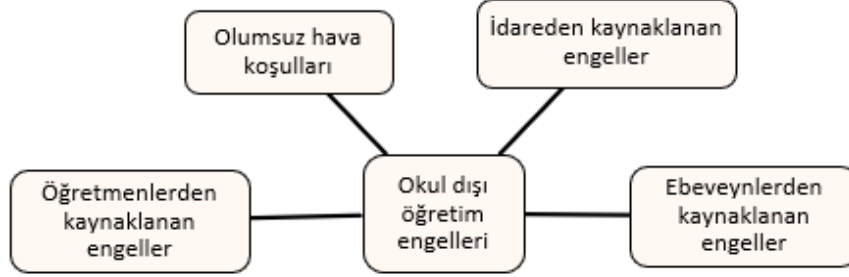 Olumsuz hava
koşulları
İdareden kaynaklanan
engeller
Öğretmenlerden
kaynaklanan
engeller
Okul dışı
öğretim
engelleri
Ebeveynlerden
kaynaklanan
engeller